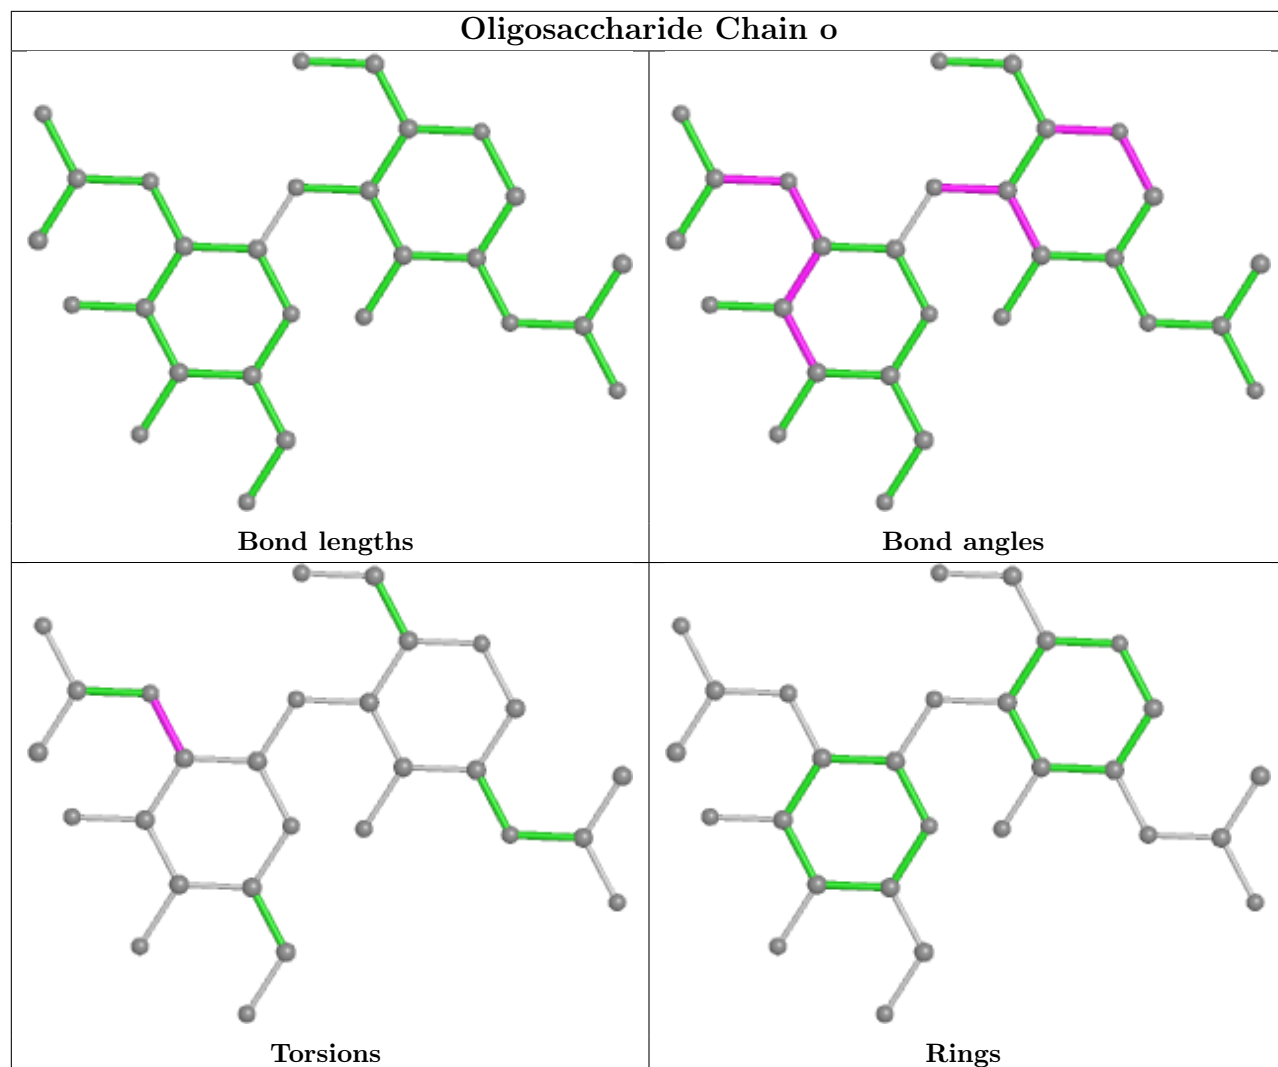 Oligosaccharide Chain o
Bond lengths
Bond angles
Torsions
Rings